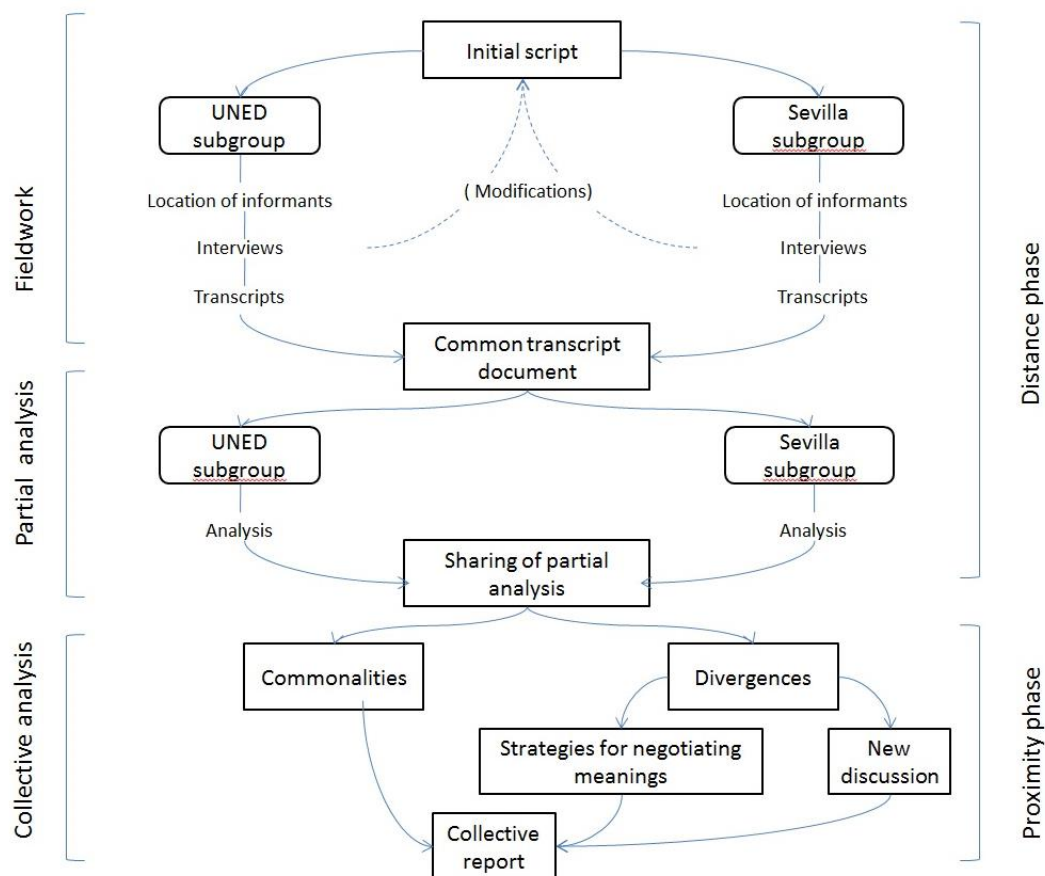 Initial script
UNED
subgroup
Sevilla
subgroup
Location of informants
( Modifications)
Location of informants
Interviews
Interviews
Transcripts
Transcripts
Fieldwork
Distance phase
Common transcript
document
UNED
subgroup
Sevilla
subgroup
Partial analysis
Analysis
Analysis
Sharing of partial
analysis
Commonalities
Divergences
Collective analysis
Proximity phase
Strategies for negotiating
meanings
New
discussion
Collective
report